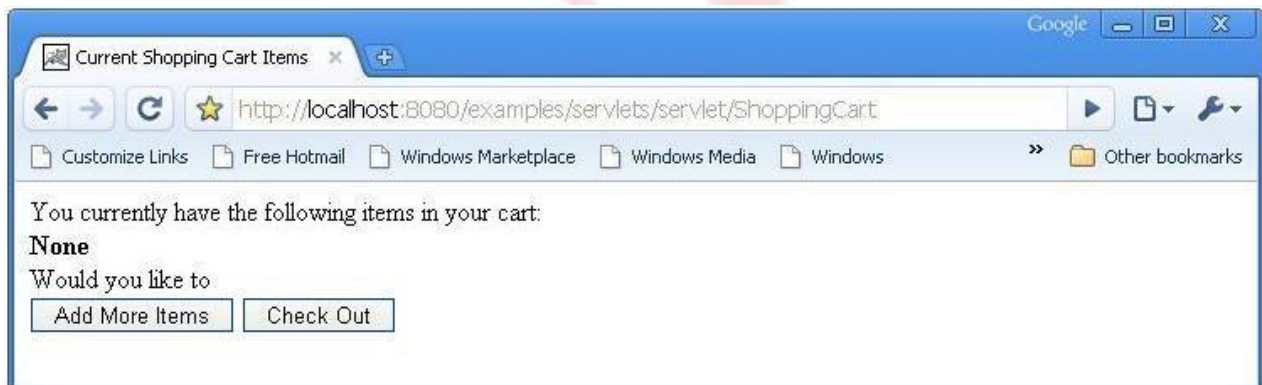 Google
Current Shopping Cart Items
http://localhost:8080/examples/servlets/servlet/ShoppingCart
Customize Links Free Hotmail Windows Marketplace Windows Media Windows » Other bookmarks
You currently have the following items in your cart:
None
Would you like to
Add More Items Check Out